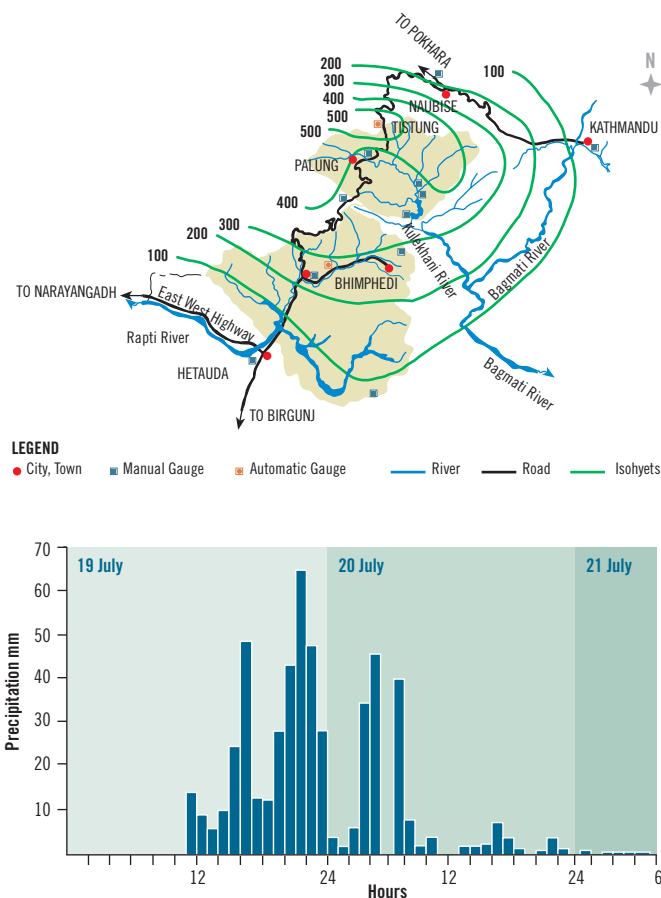 TO POKHARA
N
200
300
400
500
500
100
NAUBISE
TISTUNG
KATHMANDU
PALUNG
400
300
200
100
Kulekhani River
Bagmati River
BHIMPHEDI
TO NARAYANGADH
East West Highway
Rapti River
HETAUDA
Bagmati River
TO BIRGUNJ
LEGEND
City, Town
Manual Gauge
Automatic Gauge
River
Road
Isohyets
70
60
50
40
30
20
10
Precipitation mm
19 July
20 July
21 July
12
24
12
24
6
Hours